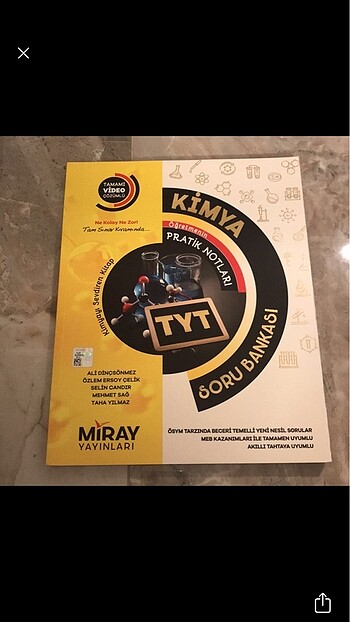 TAMAMI
VİDEO
ÇÖZÜMLÜ
Ne Kolay Ne Zor!
Tam Sınav Kıvamında...
KİMYA
Öğretmenin
PRATİK NOTLARI
Kimyayı Sevdiren Kitap
TYT
SORU BANKASI
ALİ DİNÇSÖNMEZ
ÖZLEM ERSOY ÇELİK
SELİN CANDIR
MEHMET SAĞ
TAHA YILMAZ
MİRAY
YAYINLARI
ÖSYM TARZINDA BECERİ TEMELLİ YENİ NESİL SORULAR
MEB KAZANIMLARI İLE TAMAMEN UYUMLU
AKILLI TAHTAYA UYUMLU